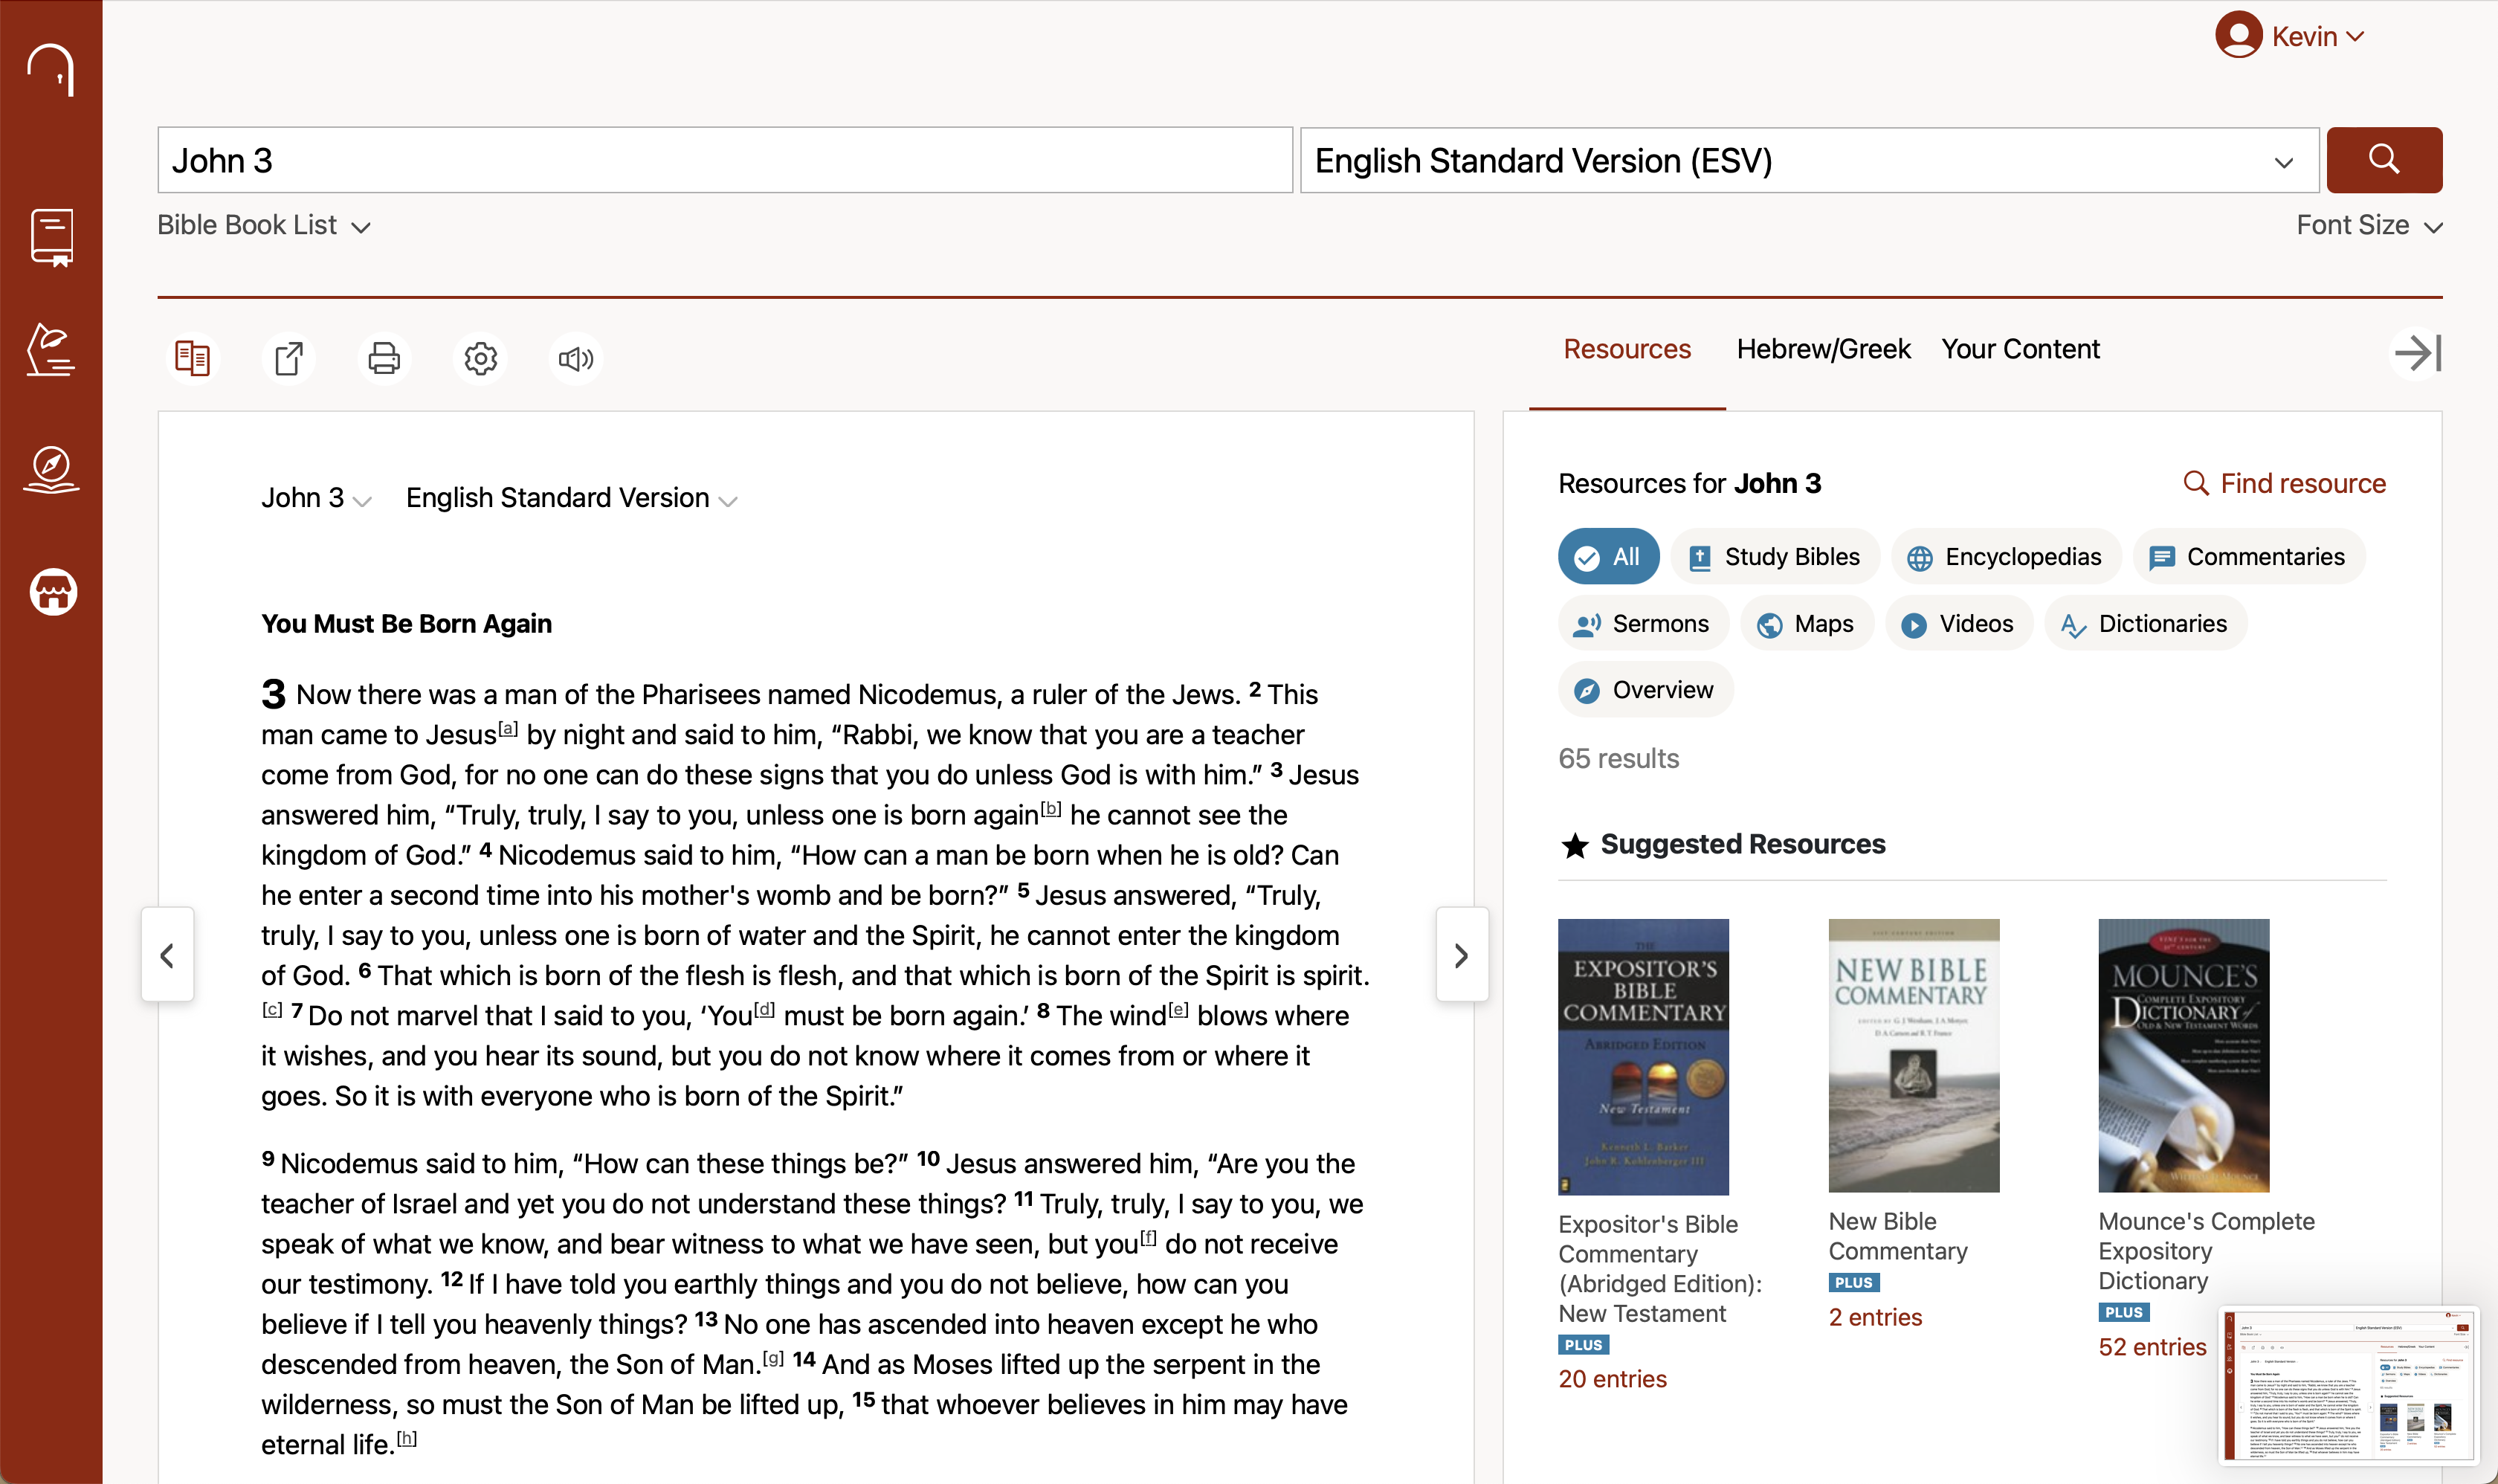 Kevin
John 3
English Standard Version (ESV)
Bible Book List
Font Size
Resources
Hebrew/Greek
Your Content
John 3
English Standard Version
You Must Be Born Again
3 Now there was a man of the Pharisees named Nicodemus, a ruler of the Jews. 2 This
man came to Jesus[a] by night and said to him, “Rabbi, we know that you are a teacher
come from God, for no one can do these signs that you do unless God is with him.” 3 Jesus
answered him, “Truly, truly, I say to you, unless one is born again[b] he cannot see the
kingdom of God.” 4 Nicodemus said to him, “How can a man be born when he is old? Can
he enter a second time into his mother's womb and be born?” 5 Jesus answered, “Truly,
truly, I say to you, unless one is born of water and the Spirit, he cannot enter the kingdom
of God. 6 That which is born of the flesh is flesh, and that which is born of the Spirit is spirit.
[c] 7 Do not marvel that I said to you, ‘You[d] must be born again.’ 8 The wind[e] blows where
it wishes, and you hear its sound, but you do not know where it comes from or where it
goes. So it is with everyone who is born of the Spirit.”
9 Nicodemus said to him, “How can these things be?” 10 Jesus answered him, “Are you the
teacher of Israel and yet you do not understand these things? 11 Truly, truly, I say to you, we
speak of what we know, and bear witness to what we have seen, but you[f] do not receive
our testimony. 12 If I have told you earthly things and you do not believe, how can you
believe if I tell you heavenly things? 13 No one has ascended into heaven except he who
descended from heaven, the Son of Man.[g] 14 And as Moses lifted up the serpent in the
wilderness, so must the Son of Man be lifted up, 15 that whoever believes in him may have
eternal life.[h]
Resources for John 3
Find resource
All
Study Bibles
Encyclopedias
Commentaries
Sermons
Maps
Videos
Dictionaries
Overview
65 results
Suggested Resources
THE
EXPOSITOR'S
BIBLE
COMMENTARY
ABRIDGED EDITION
New Testament
Kenneth L. Barker
John R. Kohlenberger III
Expositor's Bible
Commentary
(Abridged Edition):
New Testament
PLUS
20 entries
21ST CENTURY EDITION
NEW BIBLE
COMMENTARY
EDITED BY G J Wenham, J A Motyer,
D A Carson and R T France
New Bible
Commentary
PLUS
2 entries
MOUNCE'S
COMPLETE EXPOSITORY
DICTIONARY of
OLD & NEW TESTAMENT WORDS
Mounce's Complete
Expository
Dictionary
PLUS
52 entries